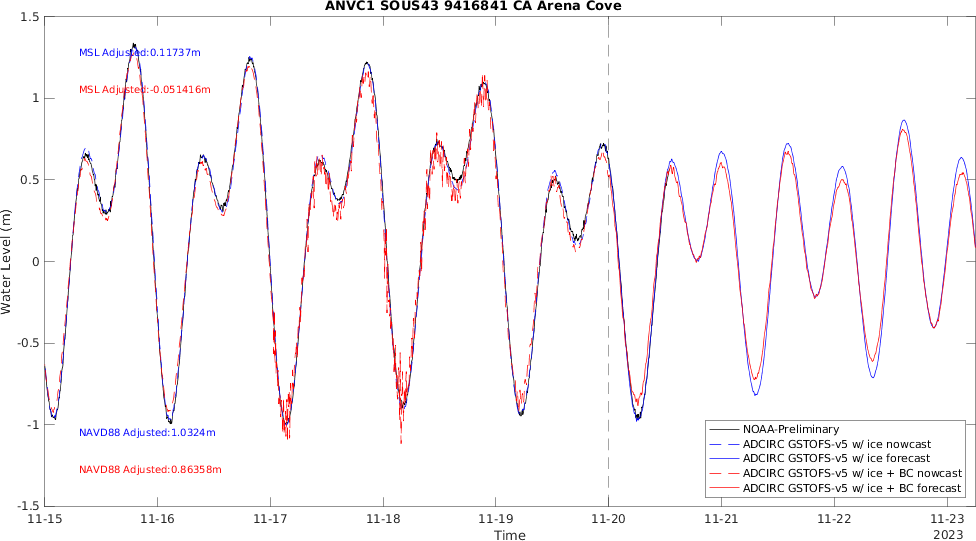 ANVC1 SOUS43 9416841 CA Arena Cove
1.5
MSL Adjusted:0.11737m
MSL Adjusted:-0.051416m
1
0.5
Water Level (m)
0
-0.5
-1
NAVD88 Adjusted:1.0324m
NAVD88 Adjusted:0.86358m
NOAA-Preliminary
ADCIRC GSTOFS-v5 w/ ice nowcast
ADCIRC GSTOFS-v5 w/ ice forecast
ADCIRC GSTOFS-v5 w/ ice + BC nowcast
ADCIRC GSTOFS-v5 w/ ice + BC forecast
-1.5
11-15 11-16 11-17 11-18 11-19 11-20 11-21 11-22 11-23
Time 2023